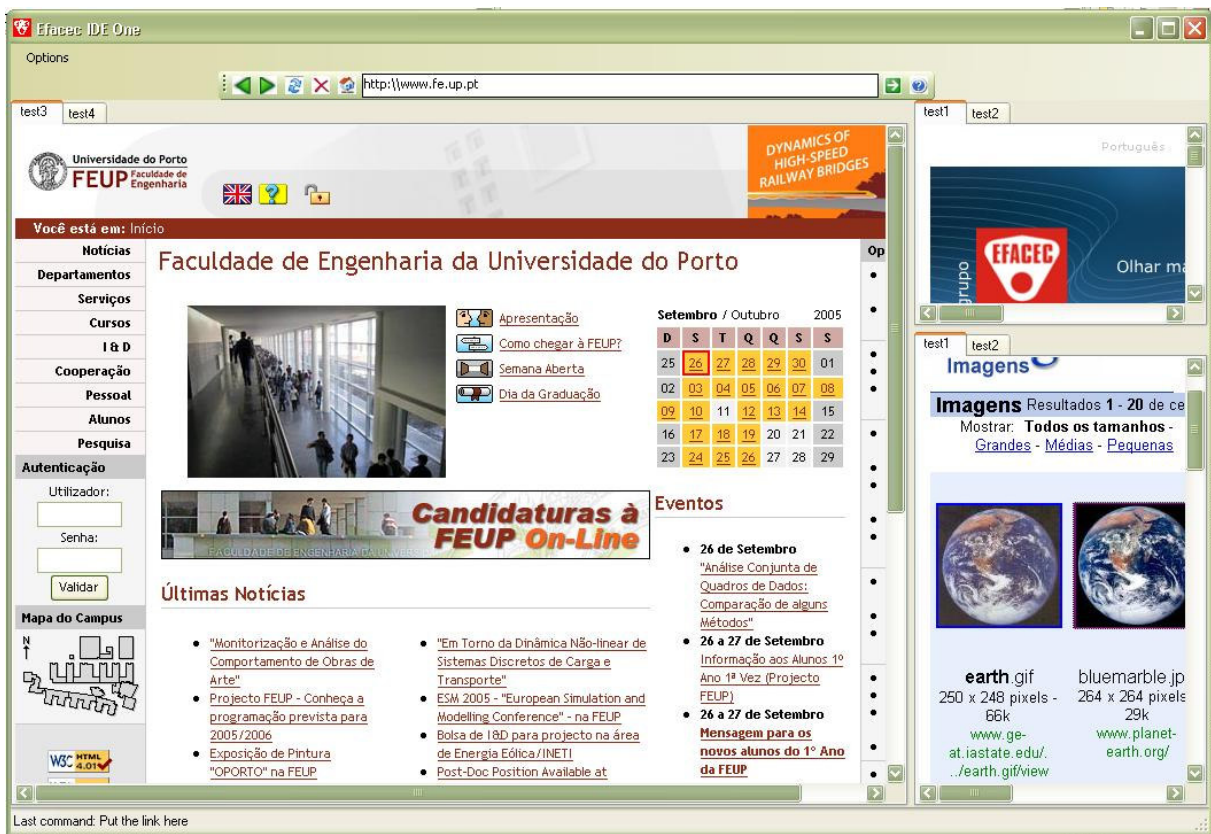 Efacec IDE One
Options
http:\\www.fe.up.pt
test3 test4
Universidade do Porto
FEUP Faculdade de Engenharia
DYNAMICS OF
HIGH-SPEED
RAILWAY BRIDGES
Você está em: Início
Notícias
Departamentos
Serviços
Cursos
I & D
Cooperação
Pessoal
Alunos
Pesquisa
Autenticação
Utilizador:
Senha:
Validar
Mapa do Campus
N
W3C HTML 4.01
Faculdade de Engenharia da Universidade do Porto
Apresentação
Como chegar à FEUP?
Semana Aberta
Dia da Graduação
Setembro / Outubro 2005
D S T Q Q S S
25 26 27 28 29 30 01
02 03 04 05 06 07 08
09 10 11 12 13 14 15
16 17 18 19 20 21 22
23 24 25 26 27 28 29
Candidaturas à
FEUP On-Line
FACULDADE DE ENGENHARIA DA UNIVER
Últimas Notícias
"Monitorização e Análise do
Comportamento de Obras de
Arte"
Projecto FEUP - Conheça a
programação prevista para
2005/2006
Exposição de Pintura
"OPORTO" na FEUP
"Em Torno da Dinâmica Não-linear de
Sistemas Discretos de Carga e
Transporte"
ESM 2005 - "European Simulation and
Modelling Conference" - na FEUP
Bolsa de I&D para projecto na área
de Energia Eólica/INETI
Post-Doc Position Available at
Eventos
26 de Setembro
"Análise Conjunta de
Quadros de Dados:
Comparação de alguns
Métodos"
26 a 27 de Setembro
Informação aos Alunos 1º
Ano 1ª Vez (Projecto
FEUP)
26 a 27 de Setembro
Mensagem para os
novos alunos do 1º Ano
da FEUP
Op
test1 test2
Português
grupo
EFACEC
Olhar ma
test1 test2
Imagens
Imagens Resultados 1 - 20 de ce
Mostrar: Todos os tamanhos -
Grandes - Médias - Pequenas
earth.gif
250 x 248 pixels -
66k
www.ge-
at.iastate.edu/.
../earth.gif/view
bluemarble.jp
264 x 264 pixels
29k
www.planet-
earth.org/
Last command: Put the link here